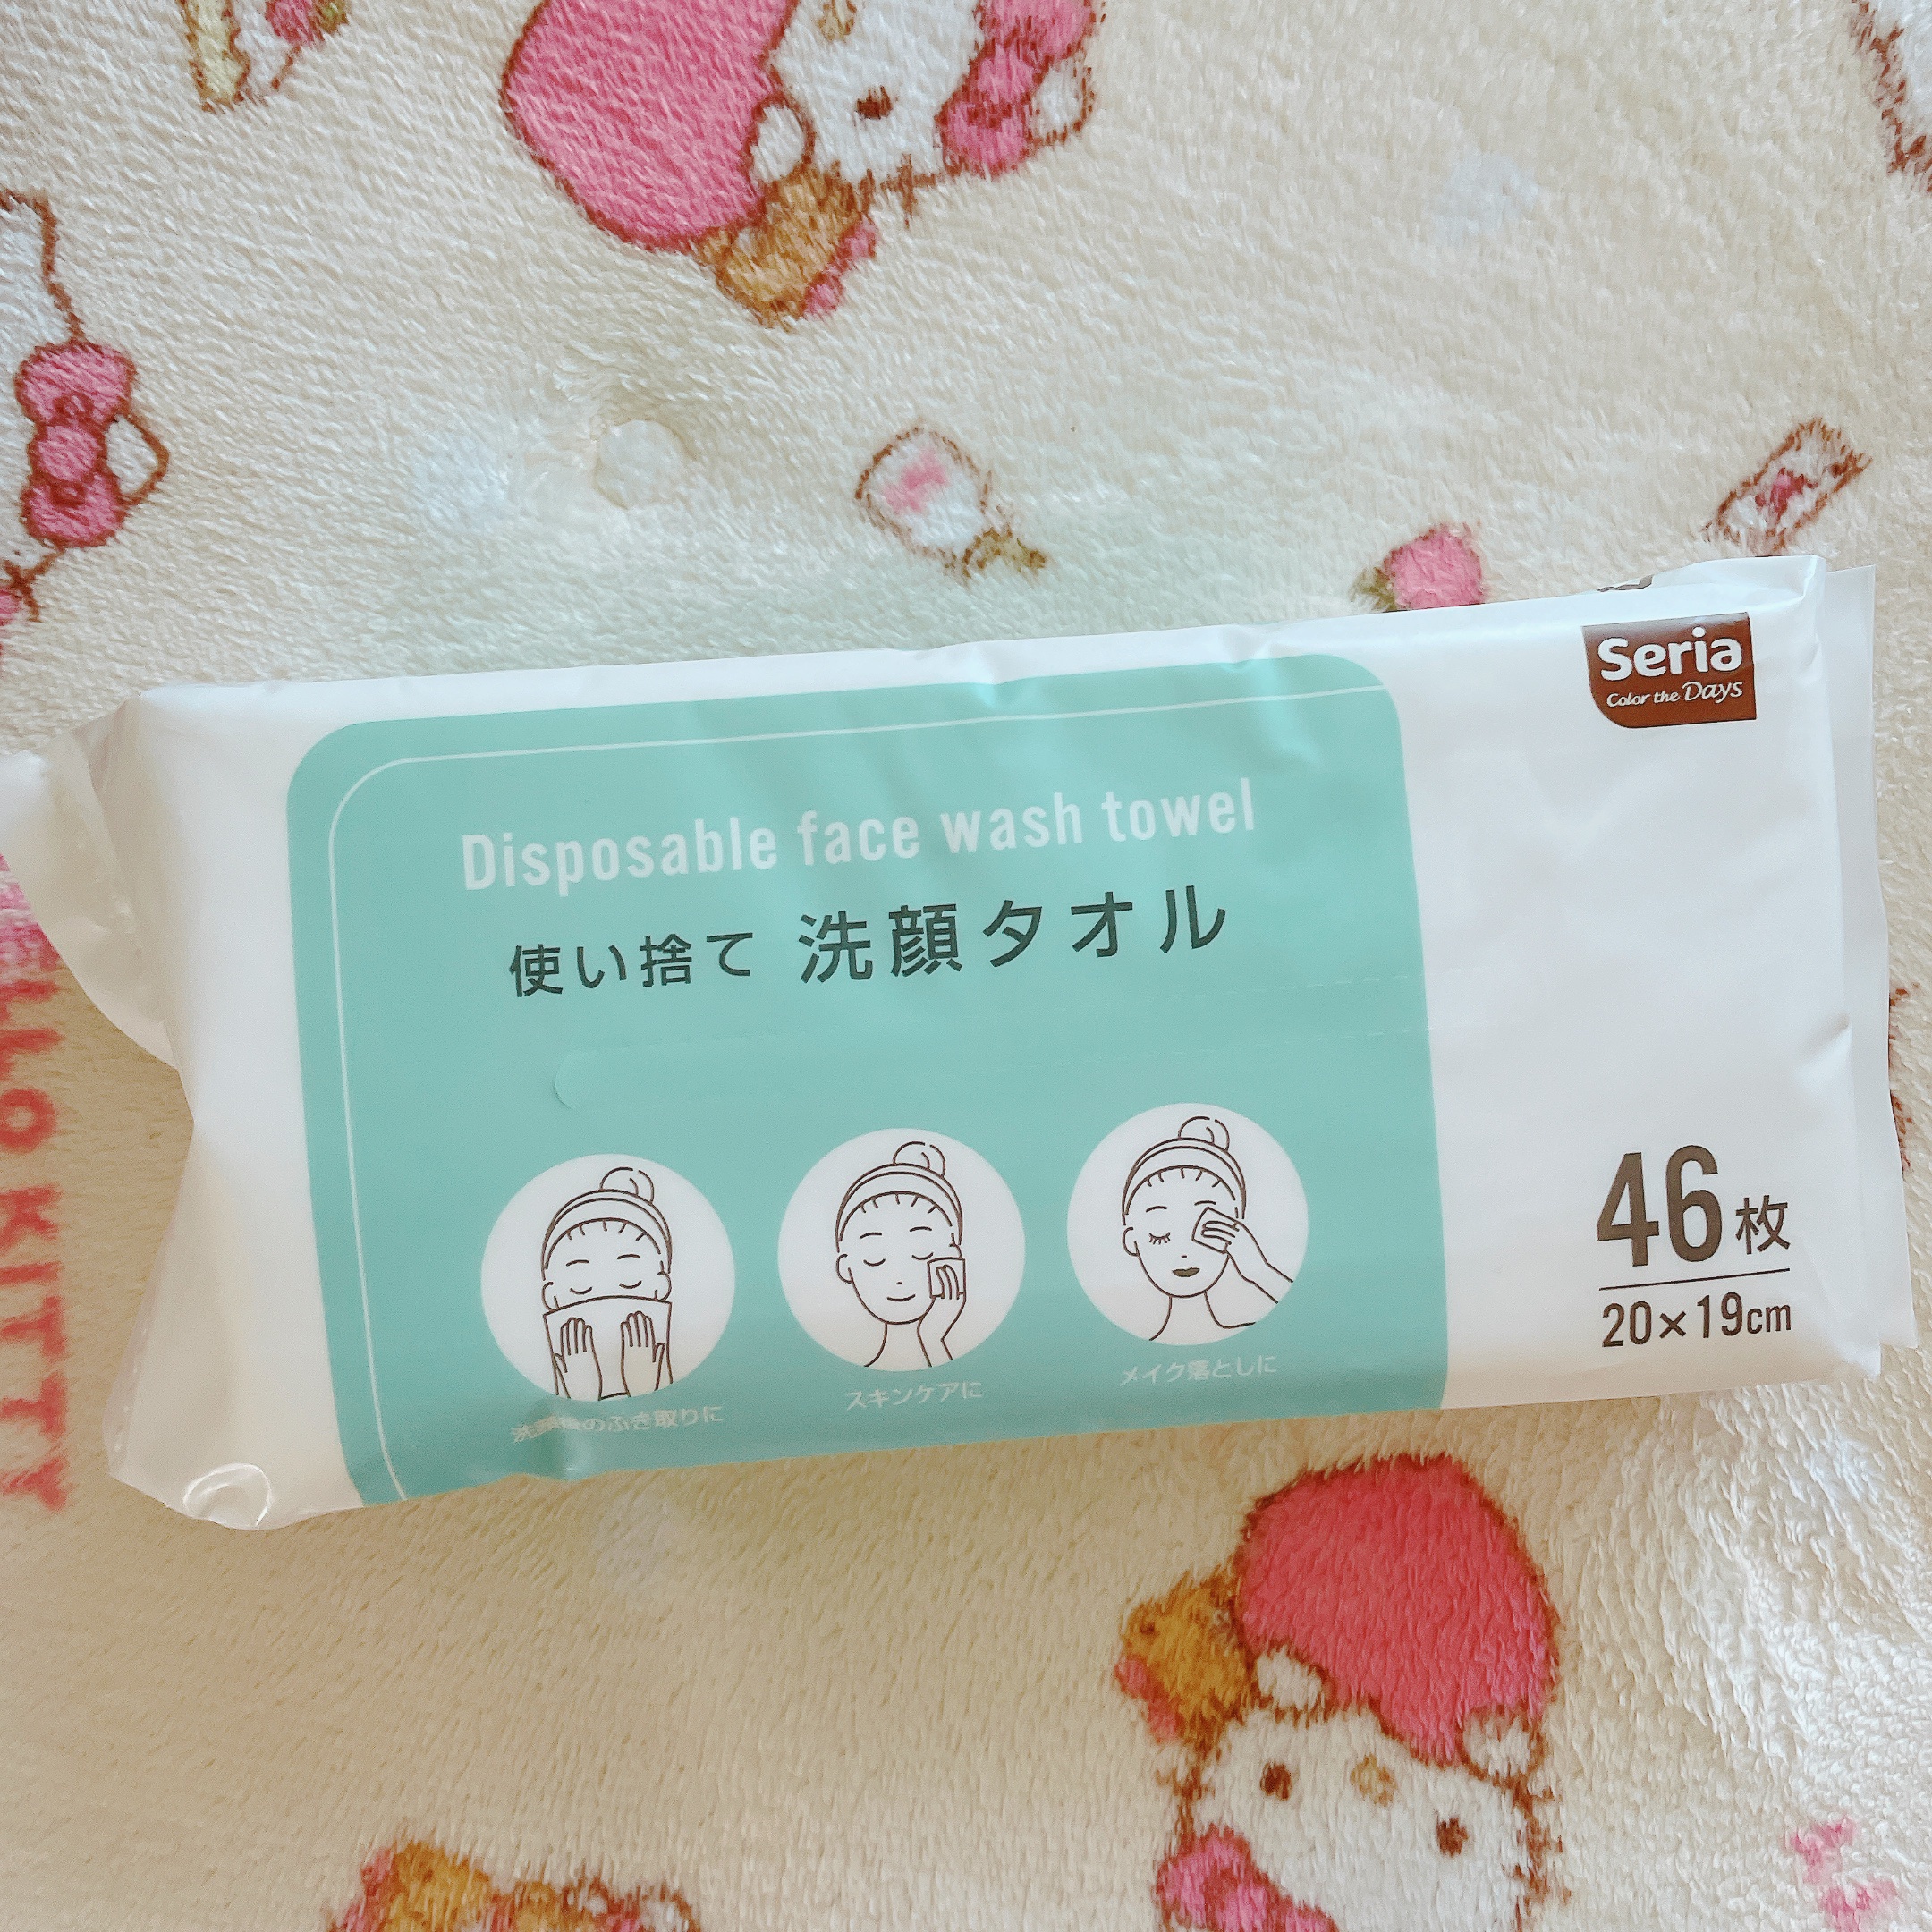 Seria
Color the Days
Disposable face wash towel
使い捨て 洗顔タオル
洗顔後のふき取りに
スキンケアに
メイク落としに
46枚
20×19cm
KITTY